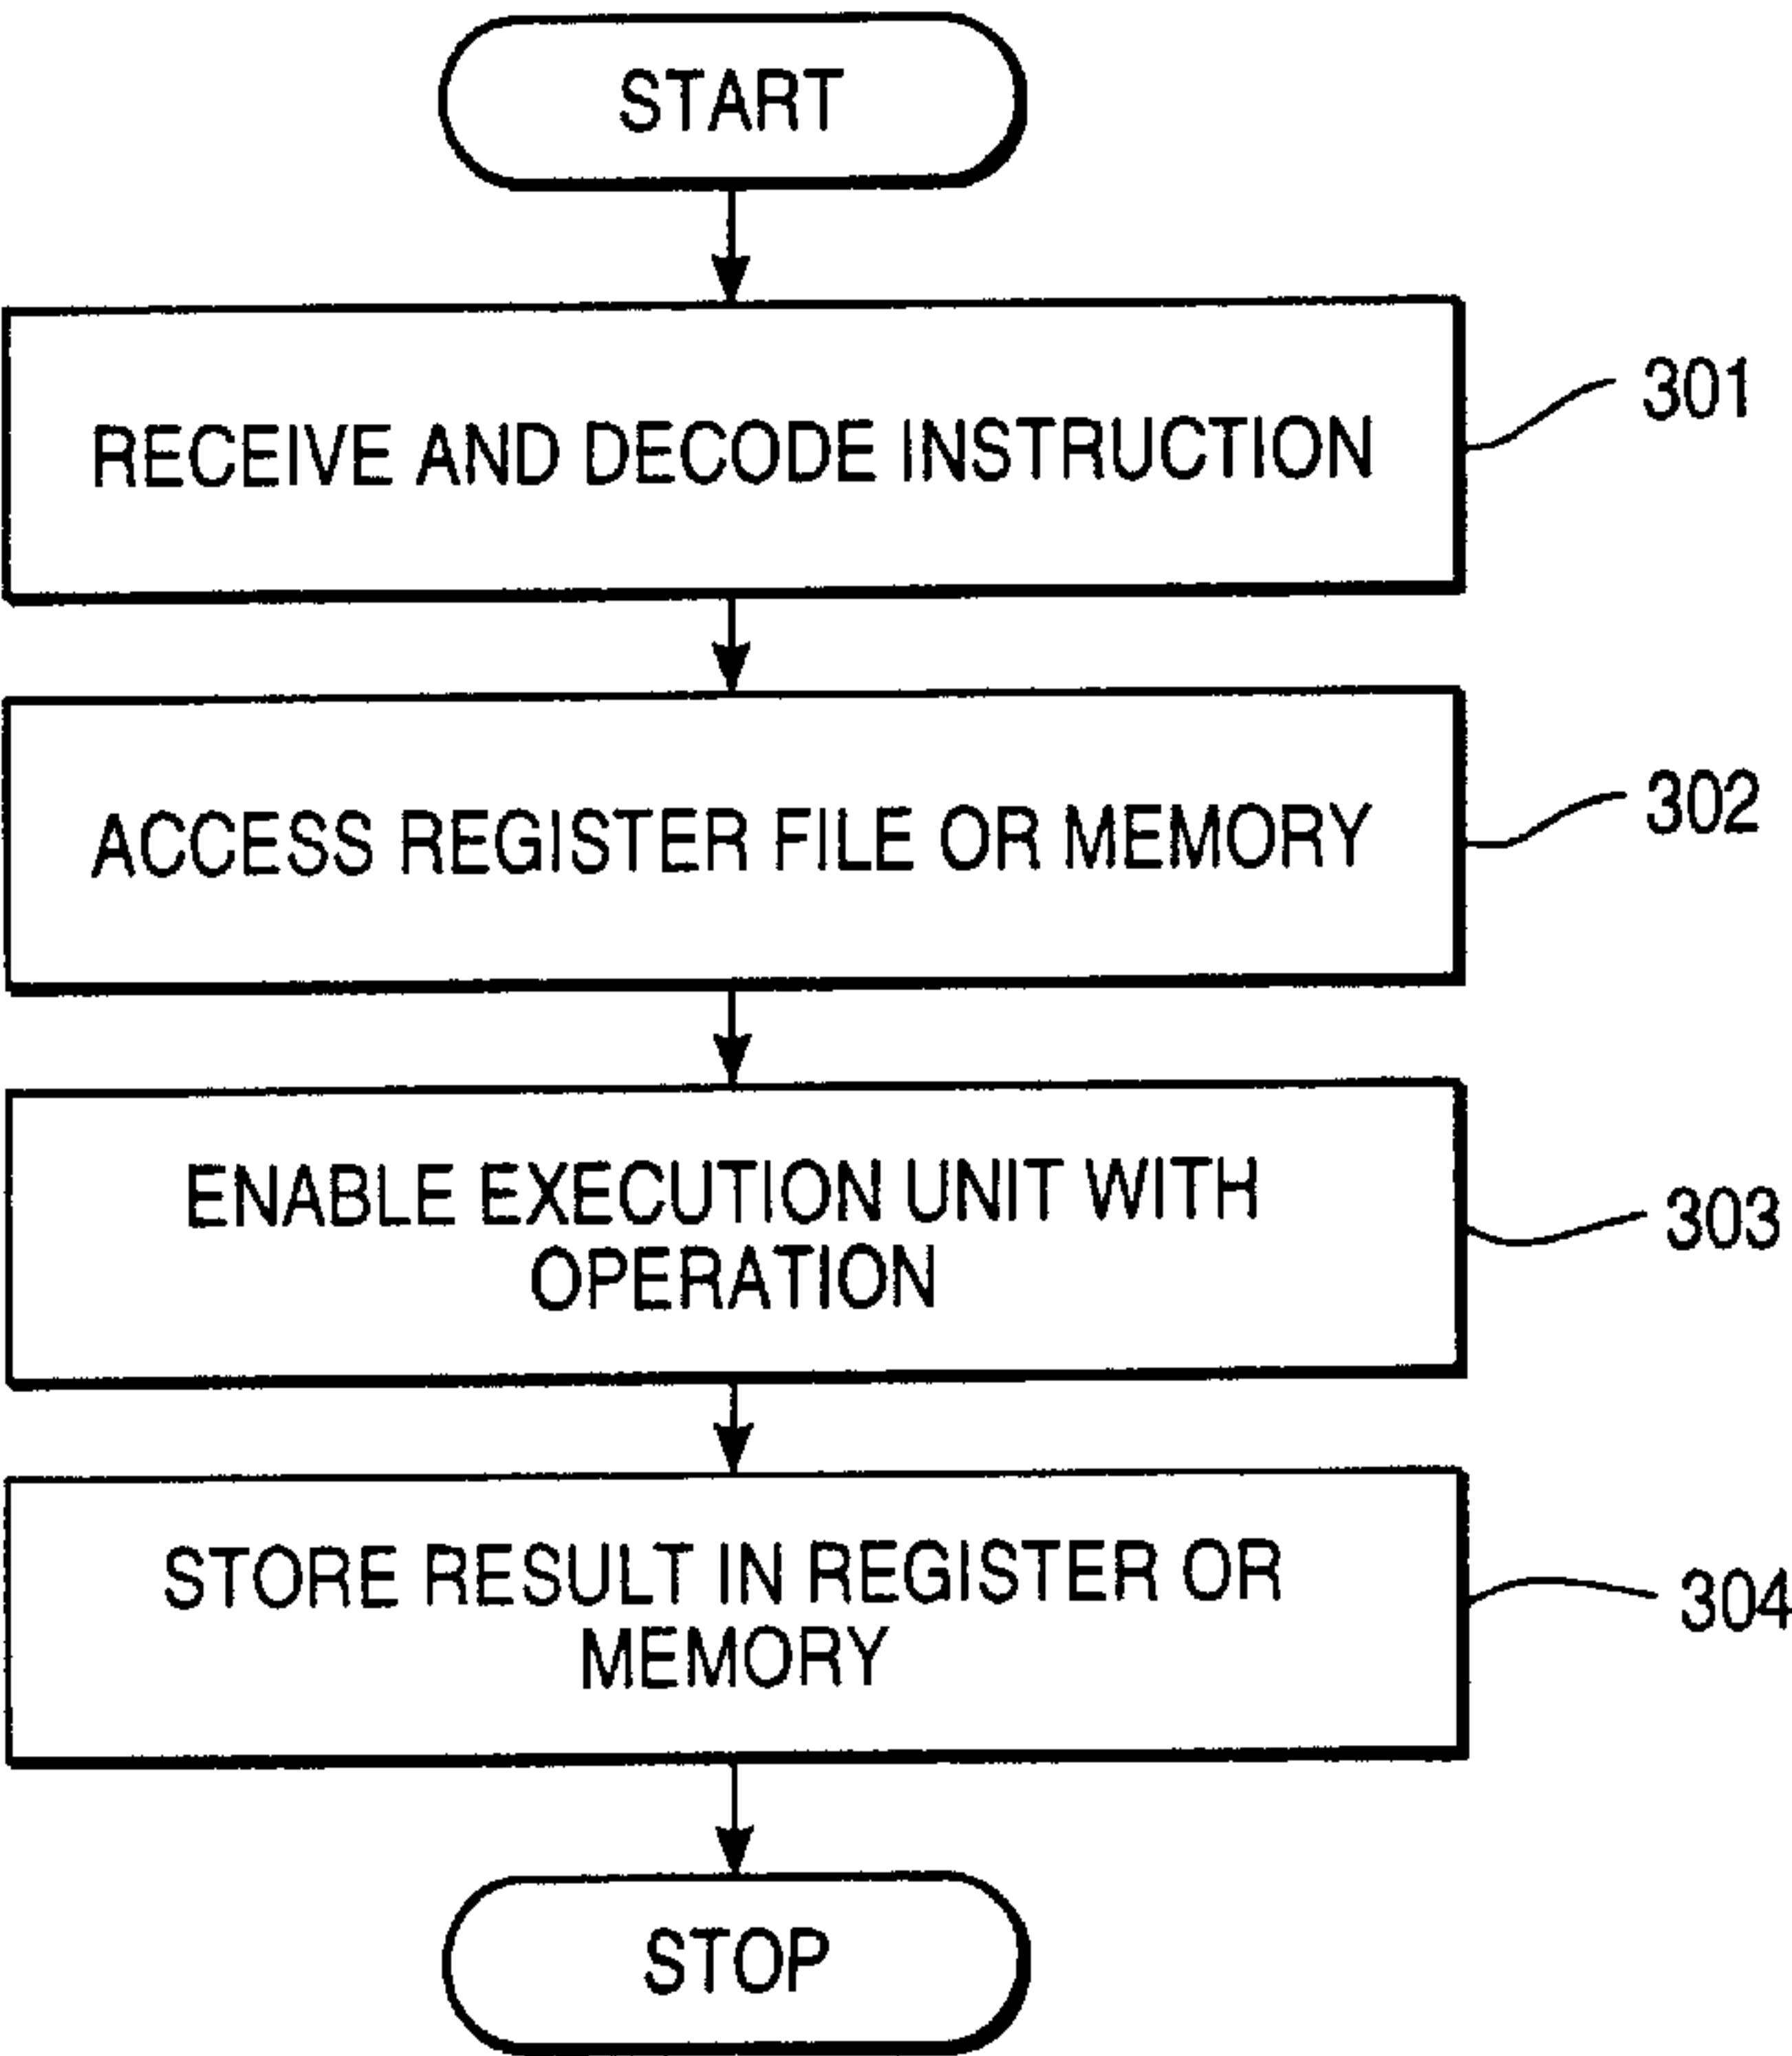 START
RECEIVE AND DECODE INSTRUCTION
301
ACCESS REGISTER FILE OR MEMORY
302
ENABLE EXECUTION UNIT WITH
OPERATION
303
STORE RESULT IN REGISTER OR
MEMORY
304
STOP